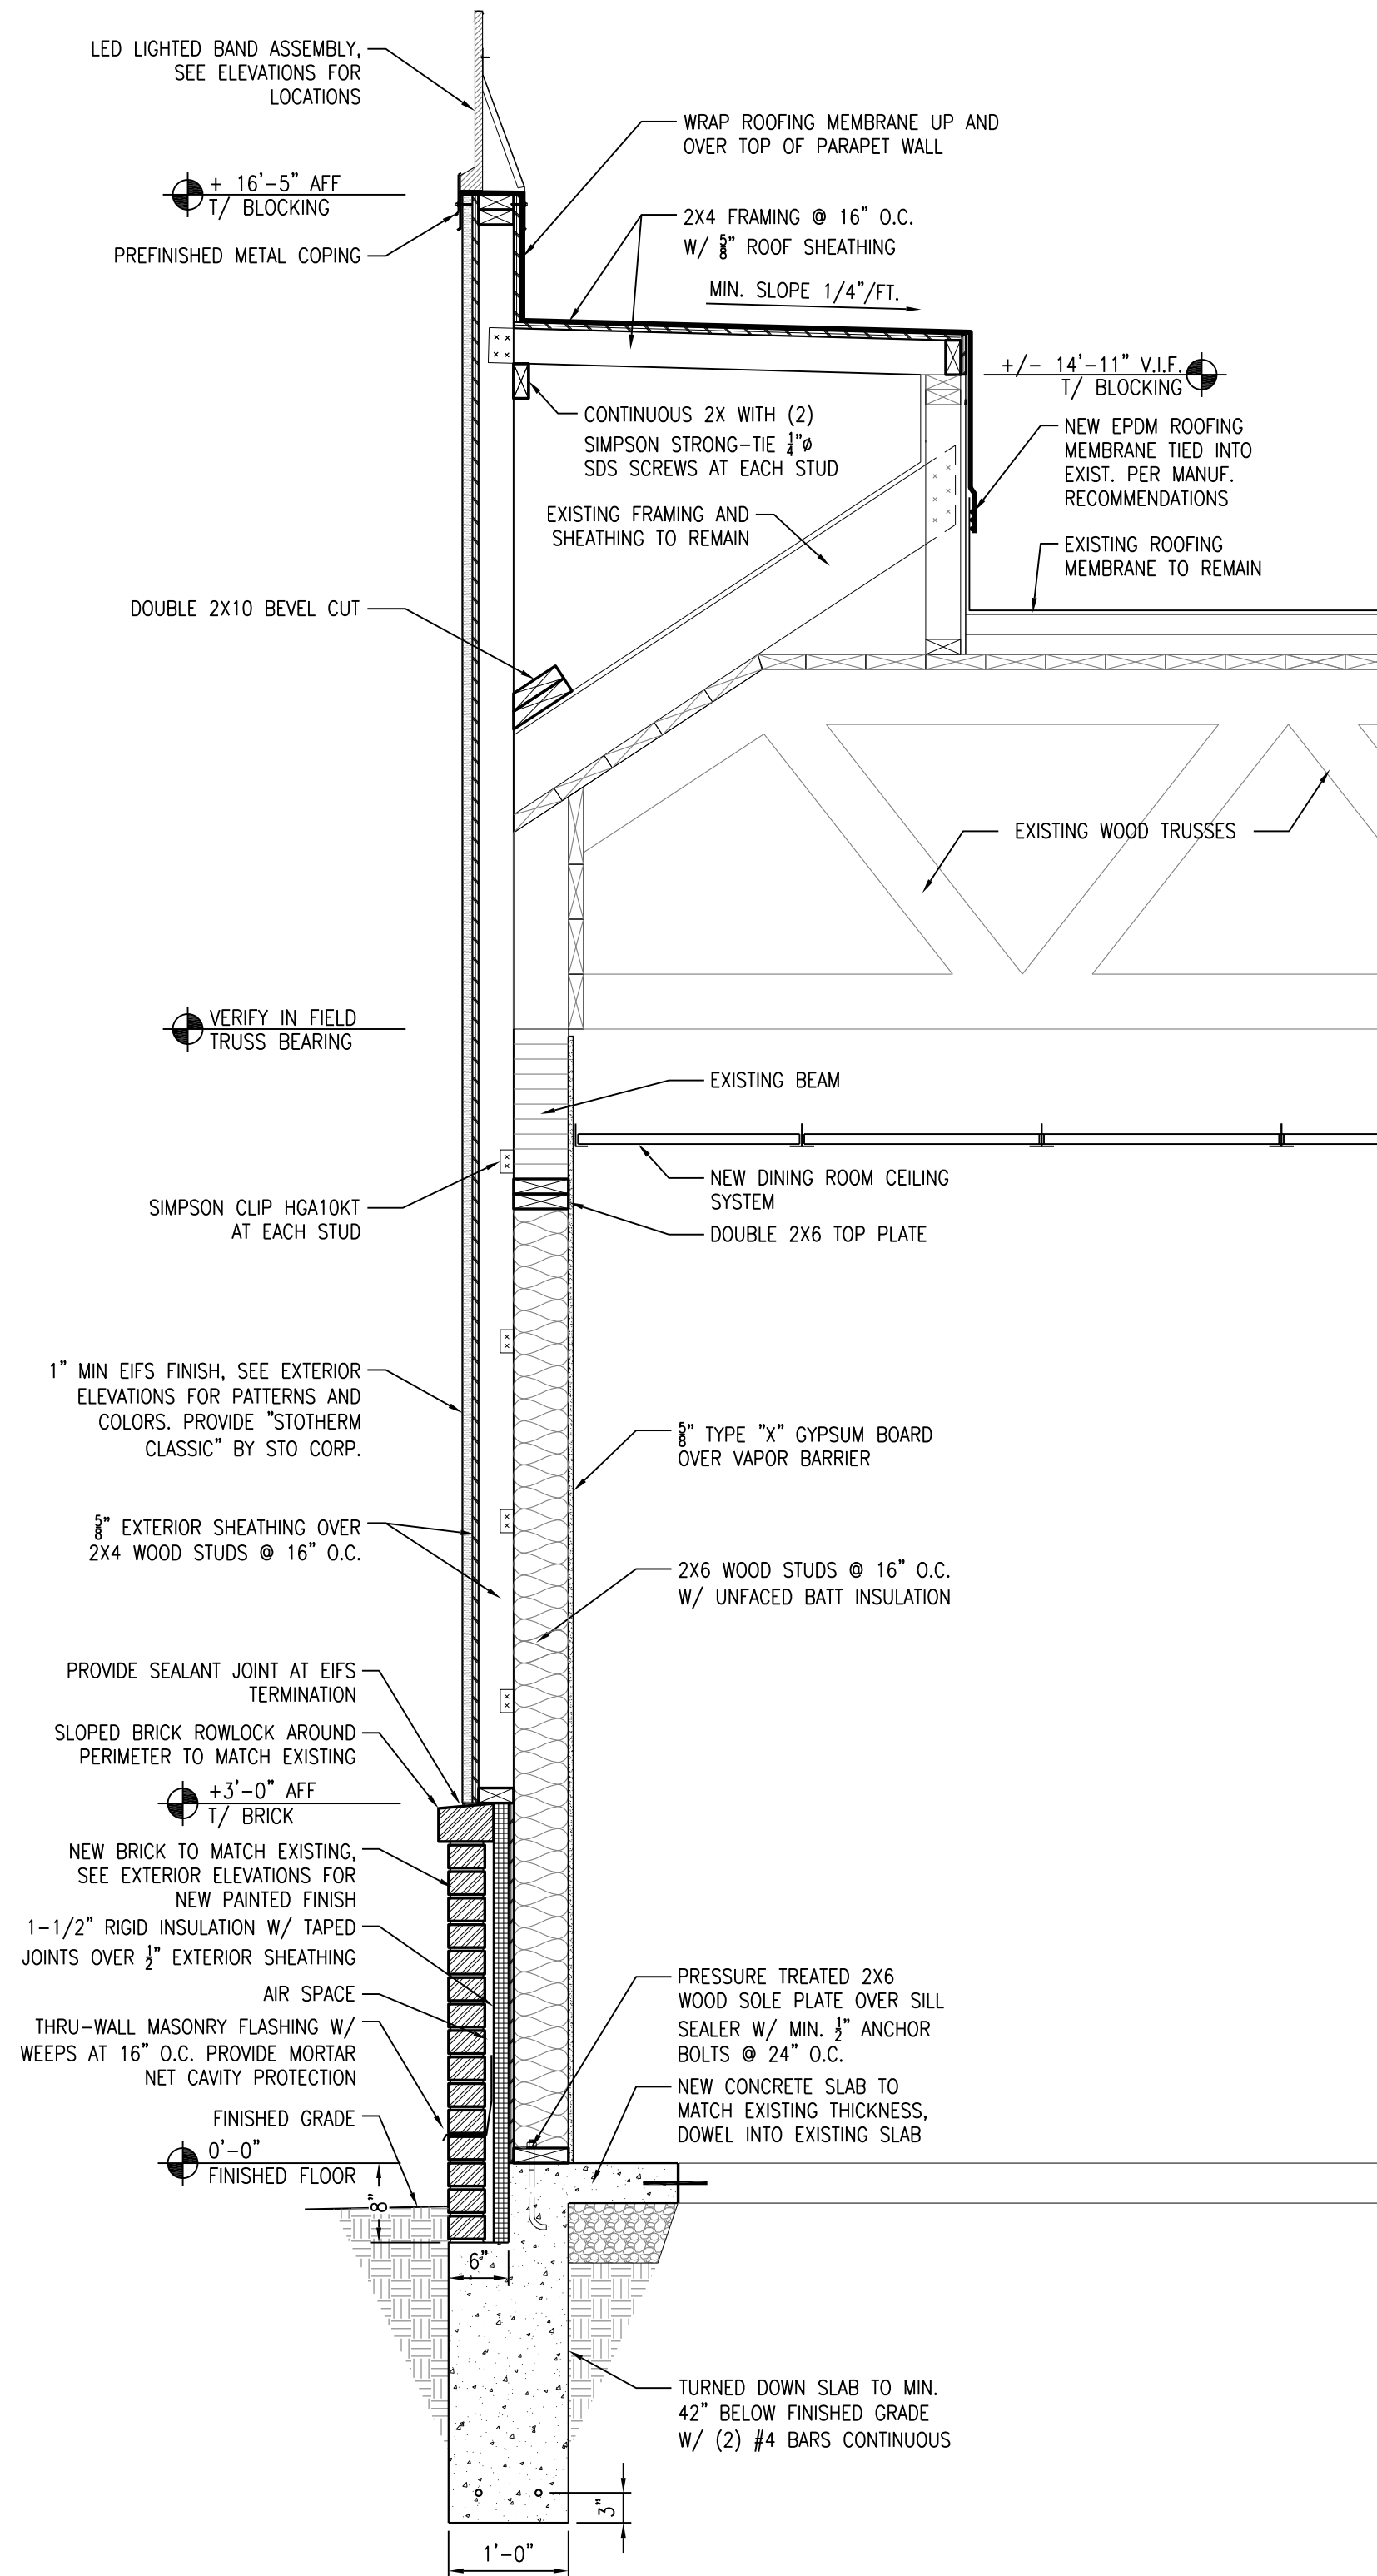 LED LIGHTED BAND ASSEMBLY,
SEE ELEVATIONS FOR
LOCATIONS
WRAP ROOFING MEMBRANE UP AND
OVER TOP OF PARAPET WALL
+ 16'-5" AFF
T/ BLOCKING
2X4 FRAMING @ 16" O.C.
W/ 5/8" ROOF SHEATHING
PREFINISHED METAL COPING
MIN. SLOPE 1/4"/FT.
+/- 14'-11" V.I.F.
T/ BLOCKING
CONTINUOUS 2X WITH (2)
SIMPSON STRONG-TIE 1/4"ø
SDS SCREWS AT EACH STUD
NEW EPDM ROOFING
MEMBRANE TIED INTO
EXIST. PER MANUF.
RECOMMENDATIONS
EXISTING FRAMING AND
SHEATHING TO REMAIN
EXISTING ROOFING
MEMBRANE TO REMAIN
DOUBLE 2X10 BEVEL CUT
EXISTING WOOD TRUSSES
VERIFY IN FIELD
TRUSS BEARING
EXISTING BEAM
NEW DINING ROOM CEILING
SYSTEM
SIMPSON CLIP HGA10KT
AT EACH STUD
DOUBLE 2X6 TOP PLATE
1" MIN EIFS FINISH, SEE EXTERIOR
ELEVATIONS FOR PATTERNS AND
COLORS. PROVIDE "STOTHERM
CLASSIC" BY STO CORP.
5/8" TYPE "X" GYPSUM BOARD
OVER VAPOR BARRIER
5/8" EXTERIOR SHEATHING OVER
2X4 WOOD STUDS @ 16" O.C.
2X6 WOOD STUDS @ 16" O.C.
W/ UNFACED BATT INSULATION
PROVIDE SEALANT JOINT AT EIFS
TERMINATION
SLOPED BRICK ROWLOCK AROUND
PERIMETER TO MATCH EXISTING
+3'-0" AFF
T/ BRICK
NEW BRICK TO MATCH EXISTING,
SEE EXTERIOR ELEVATIONS FOR
NEW PAINTED FINISH
1-1/2" RIGID INSULATION W/ TAPED
JOINTS OVER 1/2" EXTERIOR SHEATHING
AIR SPACE
THRU-WALL MASONRY FLASHING W/
WEEPS AT 16" O.C. PROVIDE MORTAR
NET CAVITY PROTECTION
PRESSURE TREATED 2X6
WOOD SOLE PLATE OVER SILL
SEALER W/ MIN. 1/2" ANCHOR
BOLTS @ 24" O.C.
NEW CONCRETE SLAB TO
MATCH EXISTING THICKNESS,
DOWEL INTO EXISTING SLAB
FINISHED GRADE
0'-0"
FINISHED FLOOR
8"
6"
TURNED DOWN SLAB TO MIN.
42" BELOW FINISHED GRADE
W/ (2) #4 BARS CONTINUOUS
3"
1'-0"